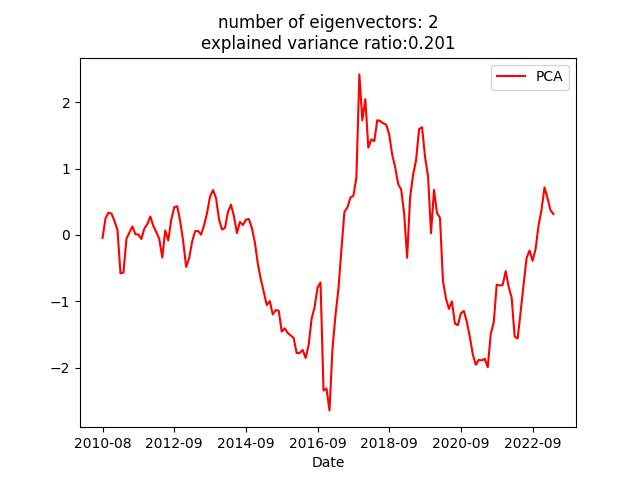 number of eigenvectors: 2
explained variance ratio:0.201
PCA
2
1
0
−1
−2
2010-08 2012-09 2014-09 2016-09 2018-09 2020-09 2022-09
Date